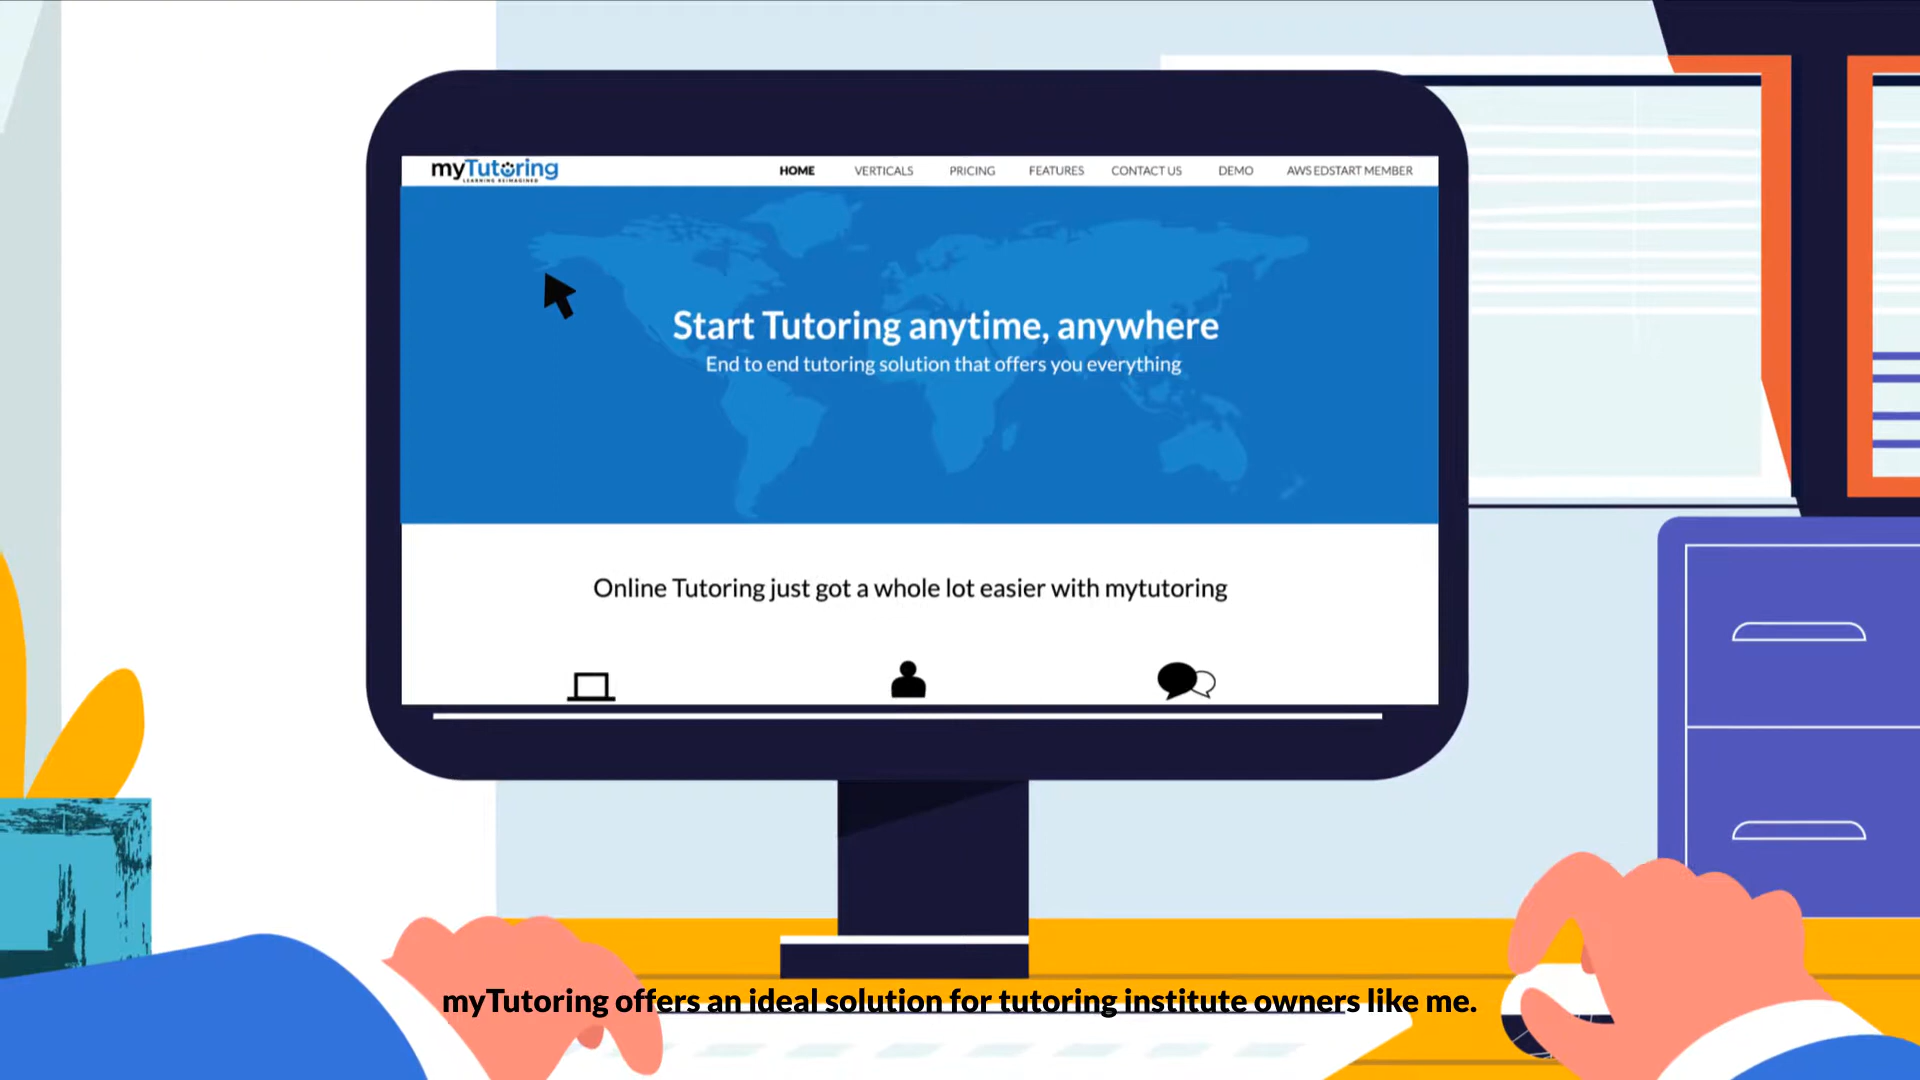 myTutoring
LEARNING REIMAGINED
HOME VERTICALS PRICING FEATURES CONTACT US DEMO AWS EDSTART MEMBER
Start Tutoring anytime, anywhere
End to end tutoring solution that offers you everything
Online Tutoring just got a whole lot easier with mytutoring
myTutoring offers an ideal solution for tutoring institute owners like me.